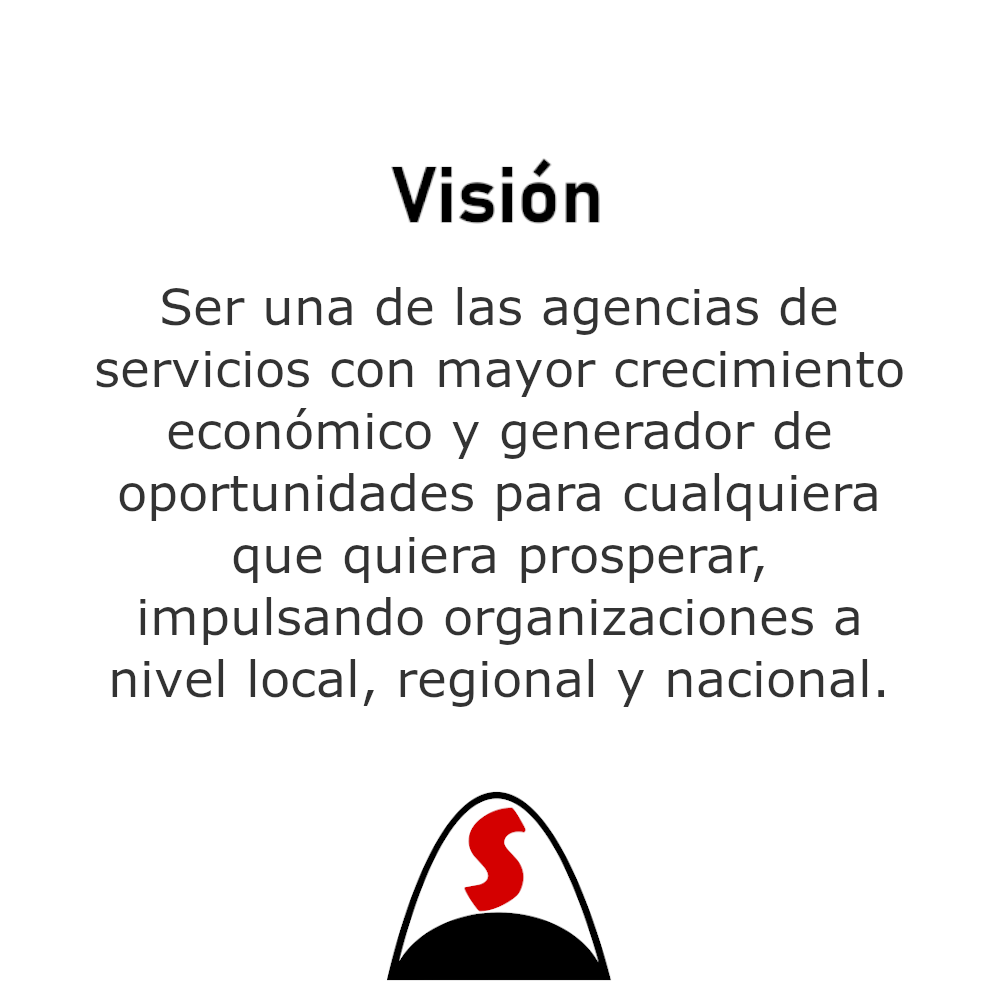 Visión
Ser una de las agencias de
servicios con mayor crecimiento
económico y generador de
oportunidades para cualquiera
que quiera prosperar,
impulsando organizaciones a
nivel local, regional y nacional.
S